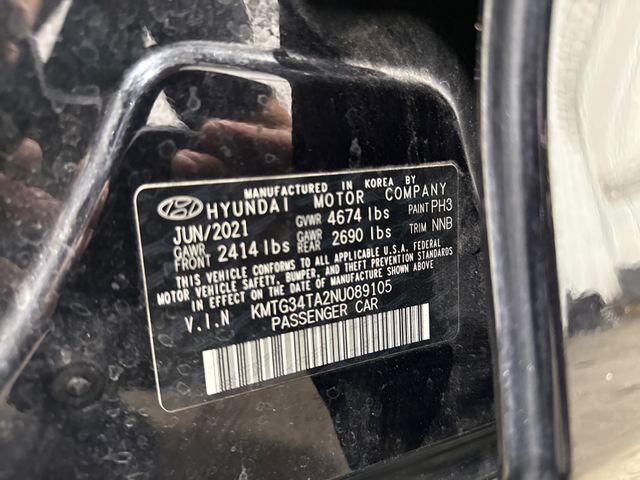 MANUFACTURED IN KOREA BY
HYUNDAI MOTOR COMPANY
JUN/2021 GVWR 4674 lbs PAINT PH3
GAWR FRONT 2414 lbs GAWR REAR 2690 lbs TRIM NNB
THIS VEHICLE CONFORMS TO ALL APPLICABLE U.S.A. FEDERAL
MOTOR VEHICLE SAFETY, BUMPER, AND THEFT PREVENTION STANDARDS
IN EFFECT ON THE DATE OF MANUFACTURE SHOWN ABOVE.
V.I.N KMTG34TA2NU089105
PASSENGER CAR